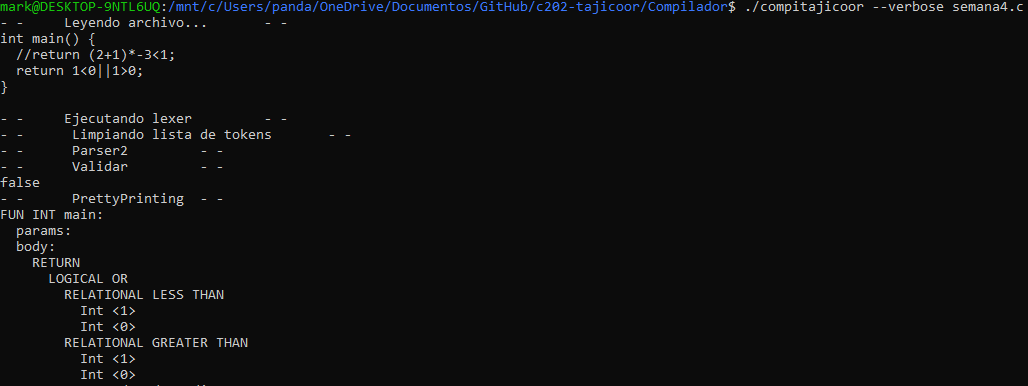 mark@DESKTOP-9NTL6UQ:/mnt/c/Users/panda/OneDrive/Documentos/GitHub/c202-tajicoor/Compilador$ ./compitajicoor --verbose semana4.c
- -     Leyendo archivo...       - -
int main() {
  //return (2+1)*-3<1;
  return 1<0||1>0;
}
- -     Ejecutando lexer         - -
- -      Limpiando lista de tokens       - -
- -      Parser2         - -
- -      Validar         - -
false
- -      PrettyPrinting  - -
FUN INT main:
  params:
  body:
    RETURN
      LOGICAL OR
        RELATIONAL LESS THAN
          Int <1>
          Int <0>
        RELATIONAL GREATER THAN
          Int <1>
          Int <0>